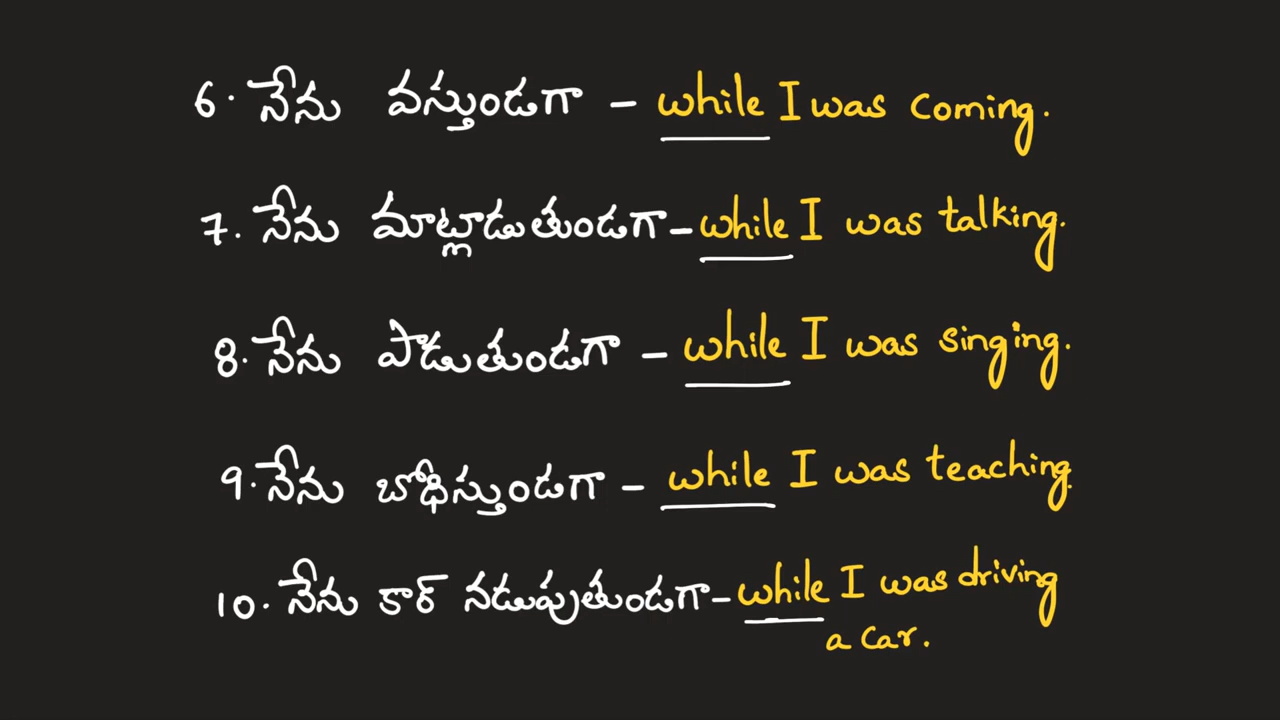 6. నేను వస్తుండగా - while I was coming.
7. నేను మాట్లాడుతుండగా - while I was talking.
8. నేను పాడుతుండగా - while I was singing.
9. నేను బోధిస్తుండగా - while I was teaching.
10. నేను కార్ నడుపుతుండగా - while I was driving
a car.